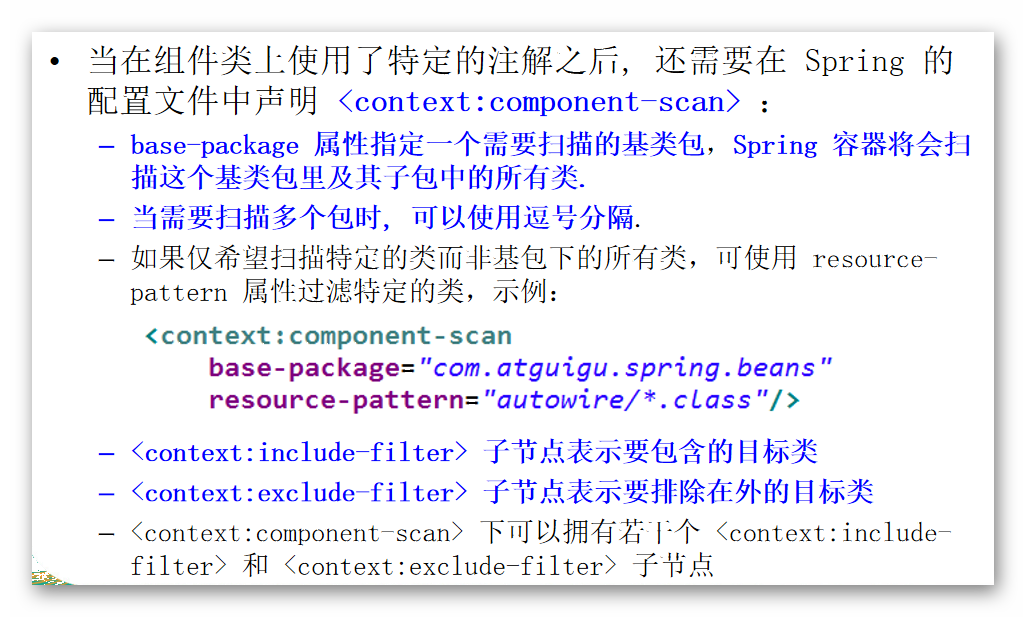 • 当在组件类上使用了特定的注解之后, 还需要在 Spring 的
配置文件中声明 <context:component-scan> ：
– base-package 属性指定一个需要扫描的基类包，Spring 容器将会扫
描这个基类包里及其子包中的所有类.
– 当需要扫描多个包时, 可以使用逗号分隔.
– 如果仅希望扫描特定的类而非基包下的所有类，可使用 resource-
pattern 属性过滤特定的类，示例：
<context:component-scan
base-package="com.atguigu.spring.beans"
resource-pattern="autowire/*.class"/>
– <context:include-filter> 子节点表示要包含的目标类
– <context:exclude-filter> 子节点表示要排除在外的目标类
– <context:component-scan> 下可以拥有若干个 <context:include-
filter> 和 <context:exclude-filter> 子节点